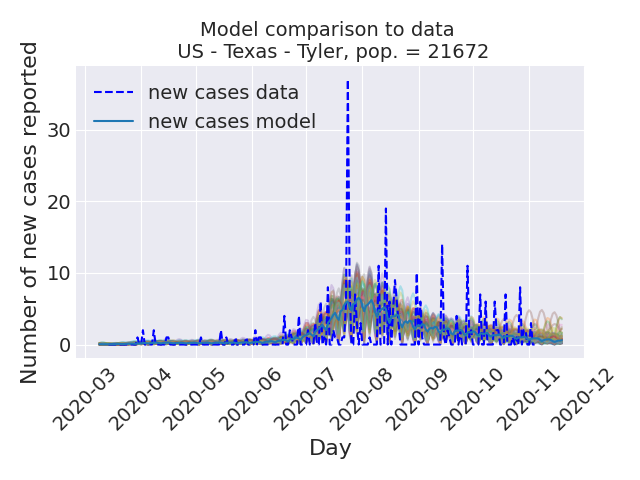 Model comparison to data
US - Texas - Tyler, pop. = 21672
Number of new cases reported
30
20
10
0
new cases data
new cases model
2020-03
2020-04
2020-05
2020-06
2020-07
2020-08
2020-09
2020-10
2020-11
2020-12
Day